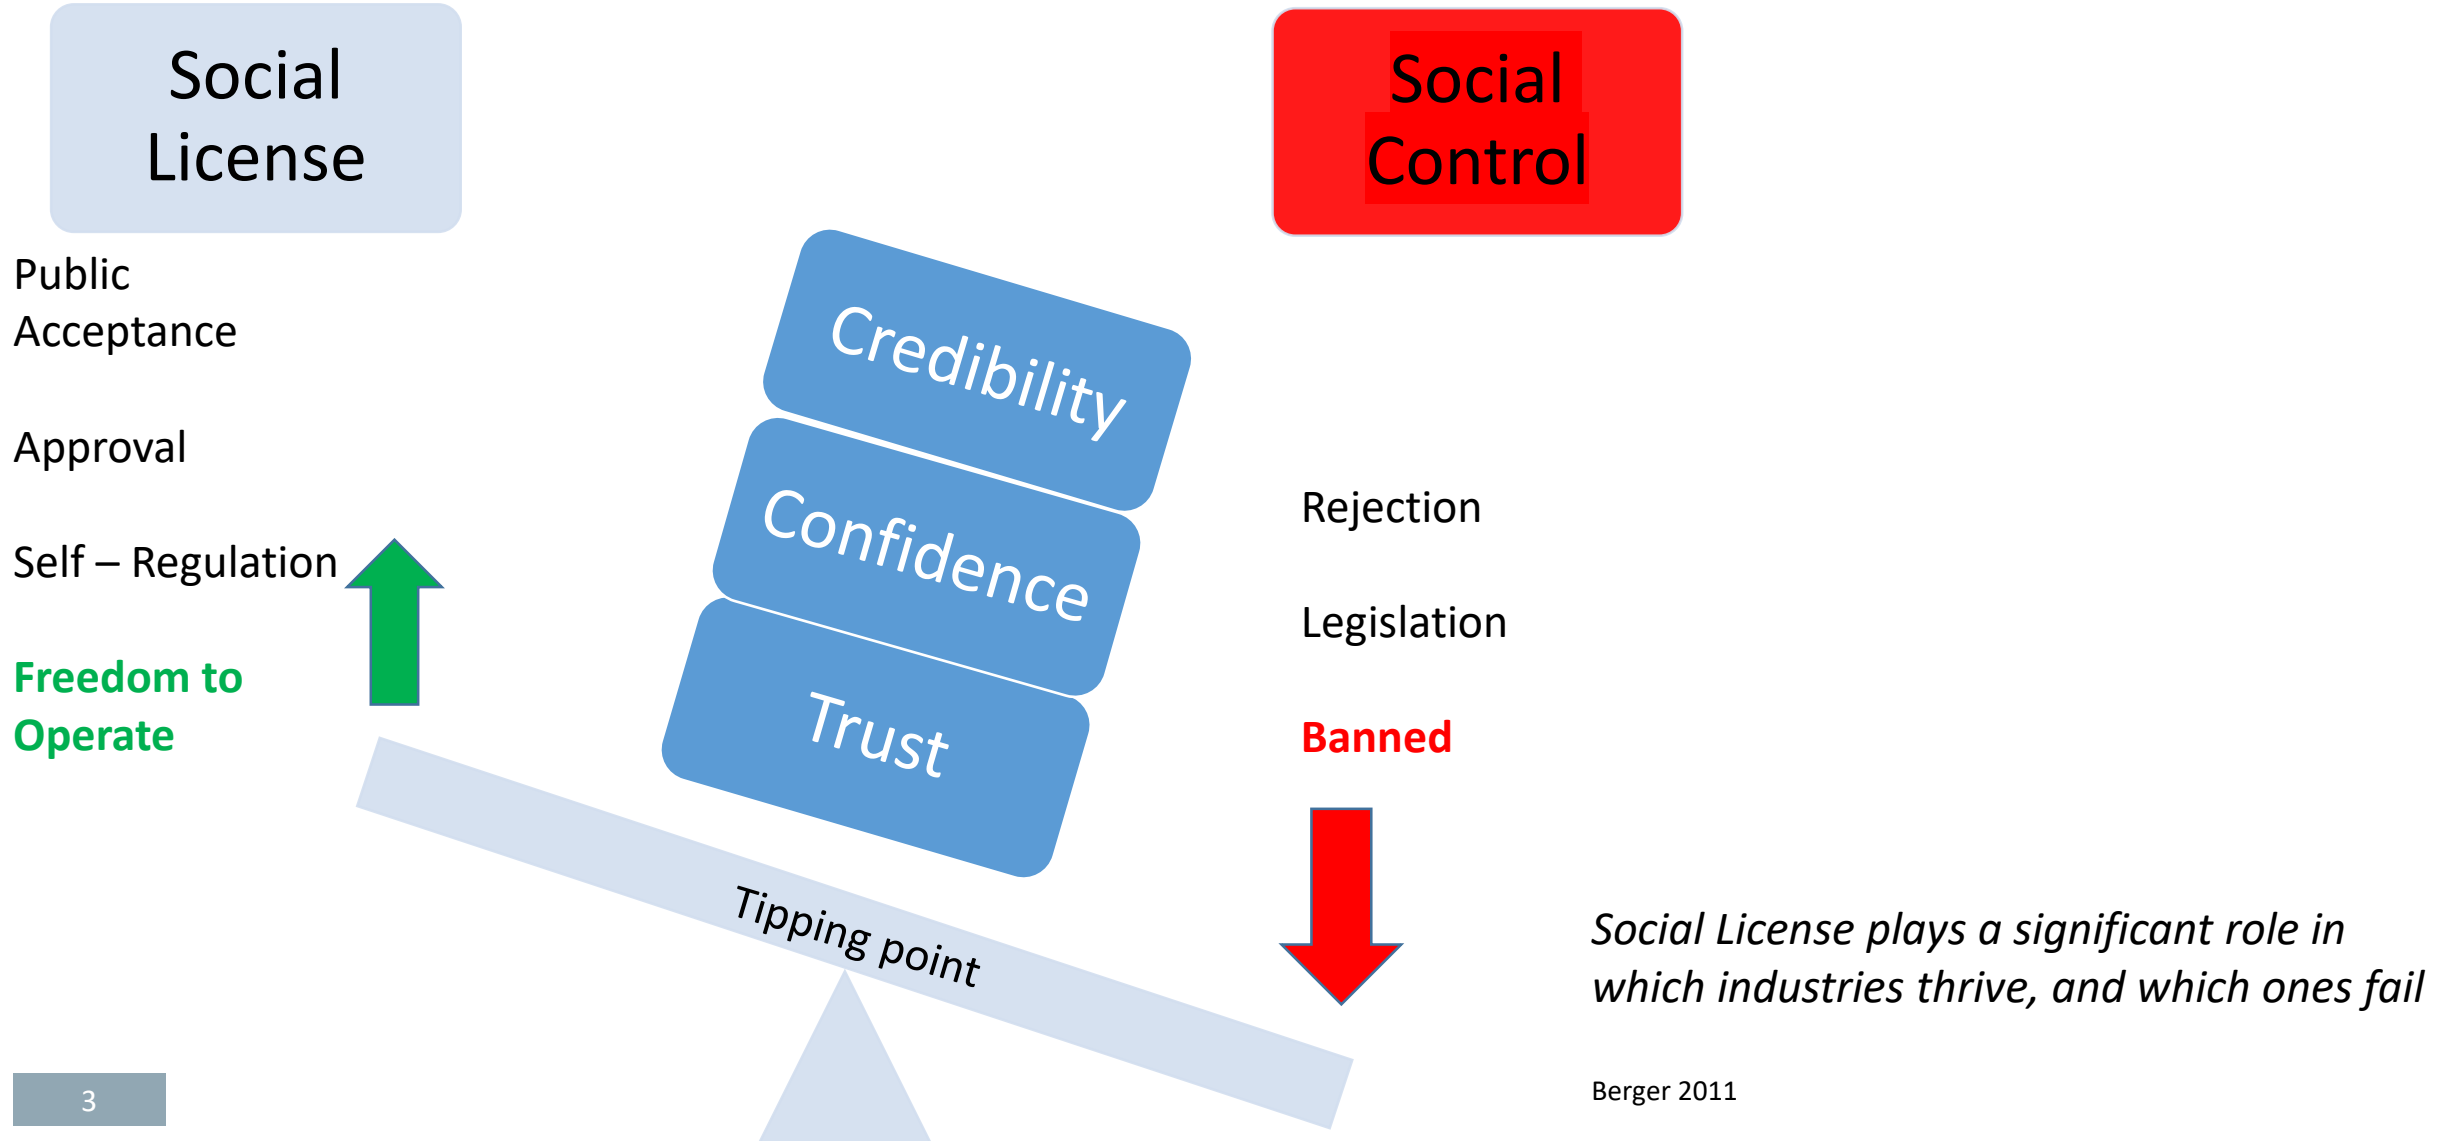 Social
License
Social
Control
Public
Acceptance
Approval
Self – Regulation
Freedom to
Operate
Credibility
Confidence
Trust
Tipping point
Rejection
Legislation
Banned
Social License plays a significant role in
which industries thrive, and which ones fail
Berger 2011
3